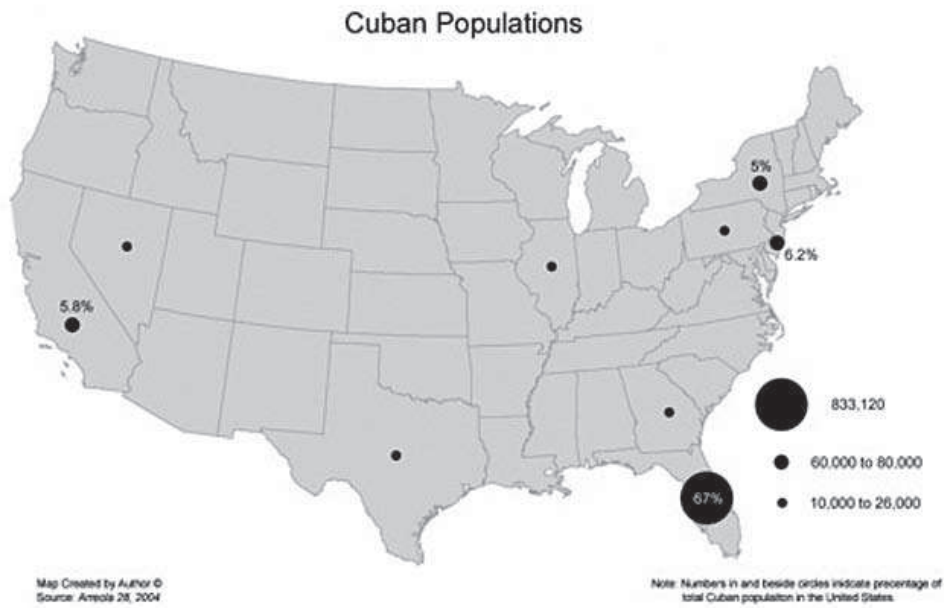 Cuban Populations
5%
6.2%
5.8%
833,120
60,000 to 80,000
67%
10,000 to 26,000
Map Created by Author ©
Source: Arreola 28, 2004
Note: Numbers in and beside circles inidcate precentage of
total Cuban populaiton in the United States.